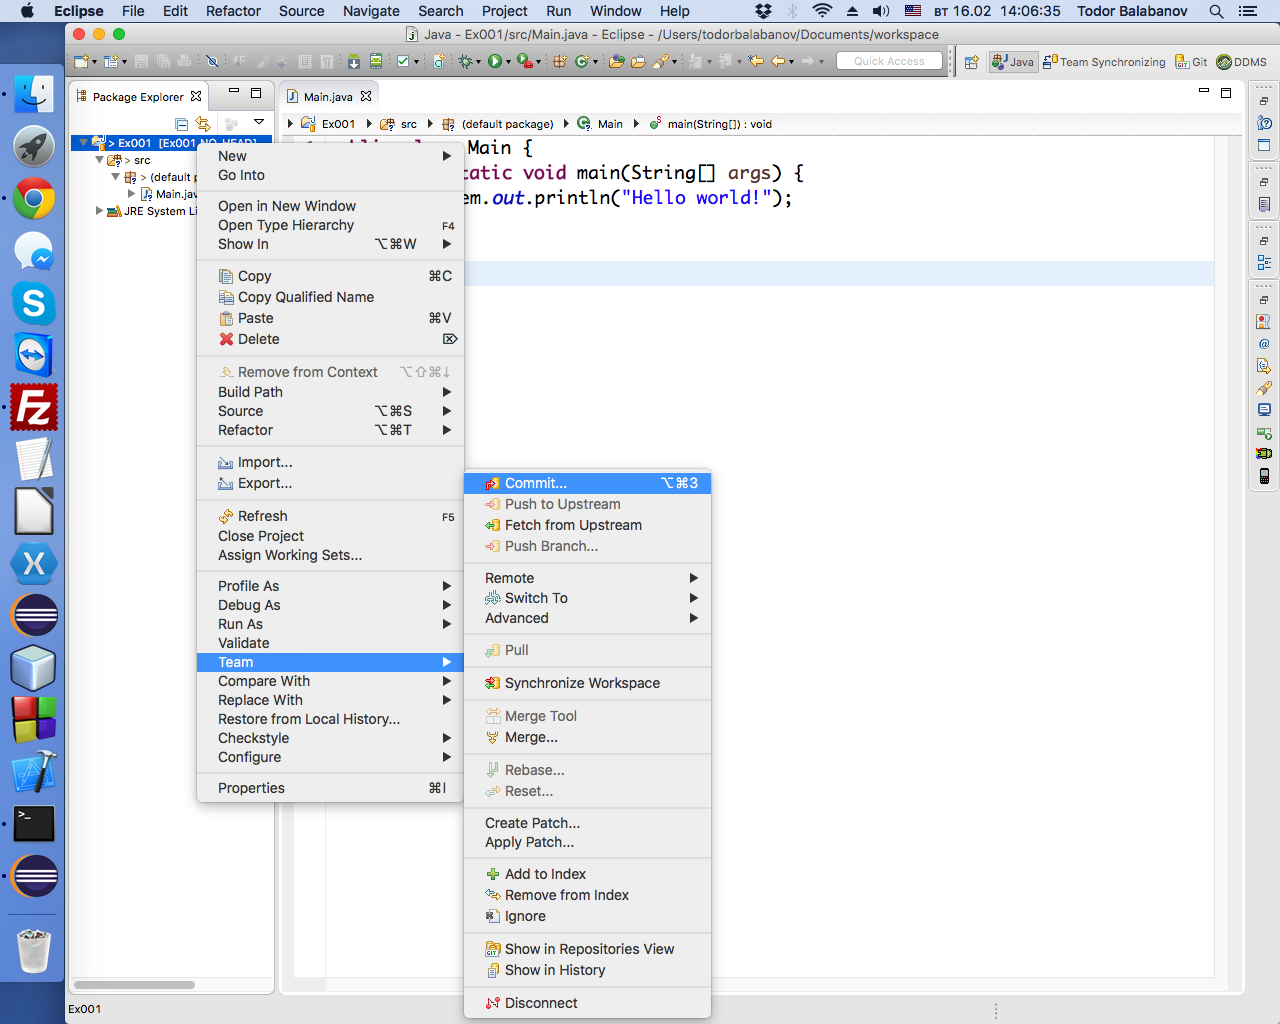 Eclipse File Edit Refactor Source Navigate Search Project Run Window Help вт 16.02 14:06:35 Todor Balabanov
Java - Ex001/src/Main.java - Eclipse - /Users/todorbalabanov/Documents/workspace
Quick Access Java Team Synchronizing Git DDMS
Package Explorer Main.java
Ex001 src (default package) Main main(String[]) : void
> Ex001 [Ex001 NO-HEAD]
> src
> (default p
Main.jav
JRE System Li
Main {
tatic void main(String[] args) {
em.out.println("Hello world!");
New
Go Into
Open in New Window
Open Type Hierarchy F4
Show In ⌥⌘W
Copy ⌘C
Copy Qualified Name
Paste ⌘V
Delete ⌦
Remove from Context ⌥⇧⌘↓
Build Path
Source ⌥⌘S
Refactor ⌥⌘T
Import...
Export...
Refresh F5
Close Project
Assign Working Sets...
Profile As
Debug As
Run As
Validate
Team
Compare With
Replace With
Restore from Local History...
Checkstyle
Configure
Properties ⌘I
Commit... ⌥⌘3
Push to Upstream
Fetch from Upstream
Push Branch...
Remote
Switch To
Advanced
Pull
Synchronize Workspace
Merge Tool
Merge...
Rebase...
Reset...
Create Patch...
Apply Patch...
Add to Index
Remove from Index
Ignore
Show in Repositories View
Show in History
Disconnect
Ex001